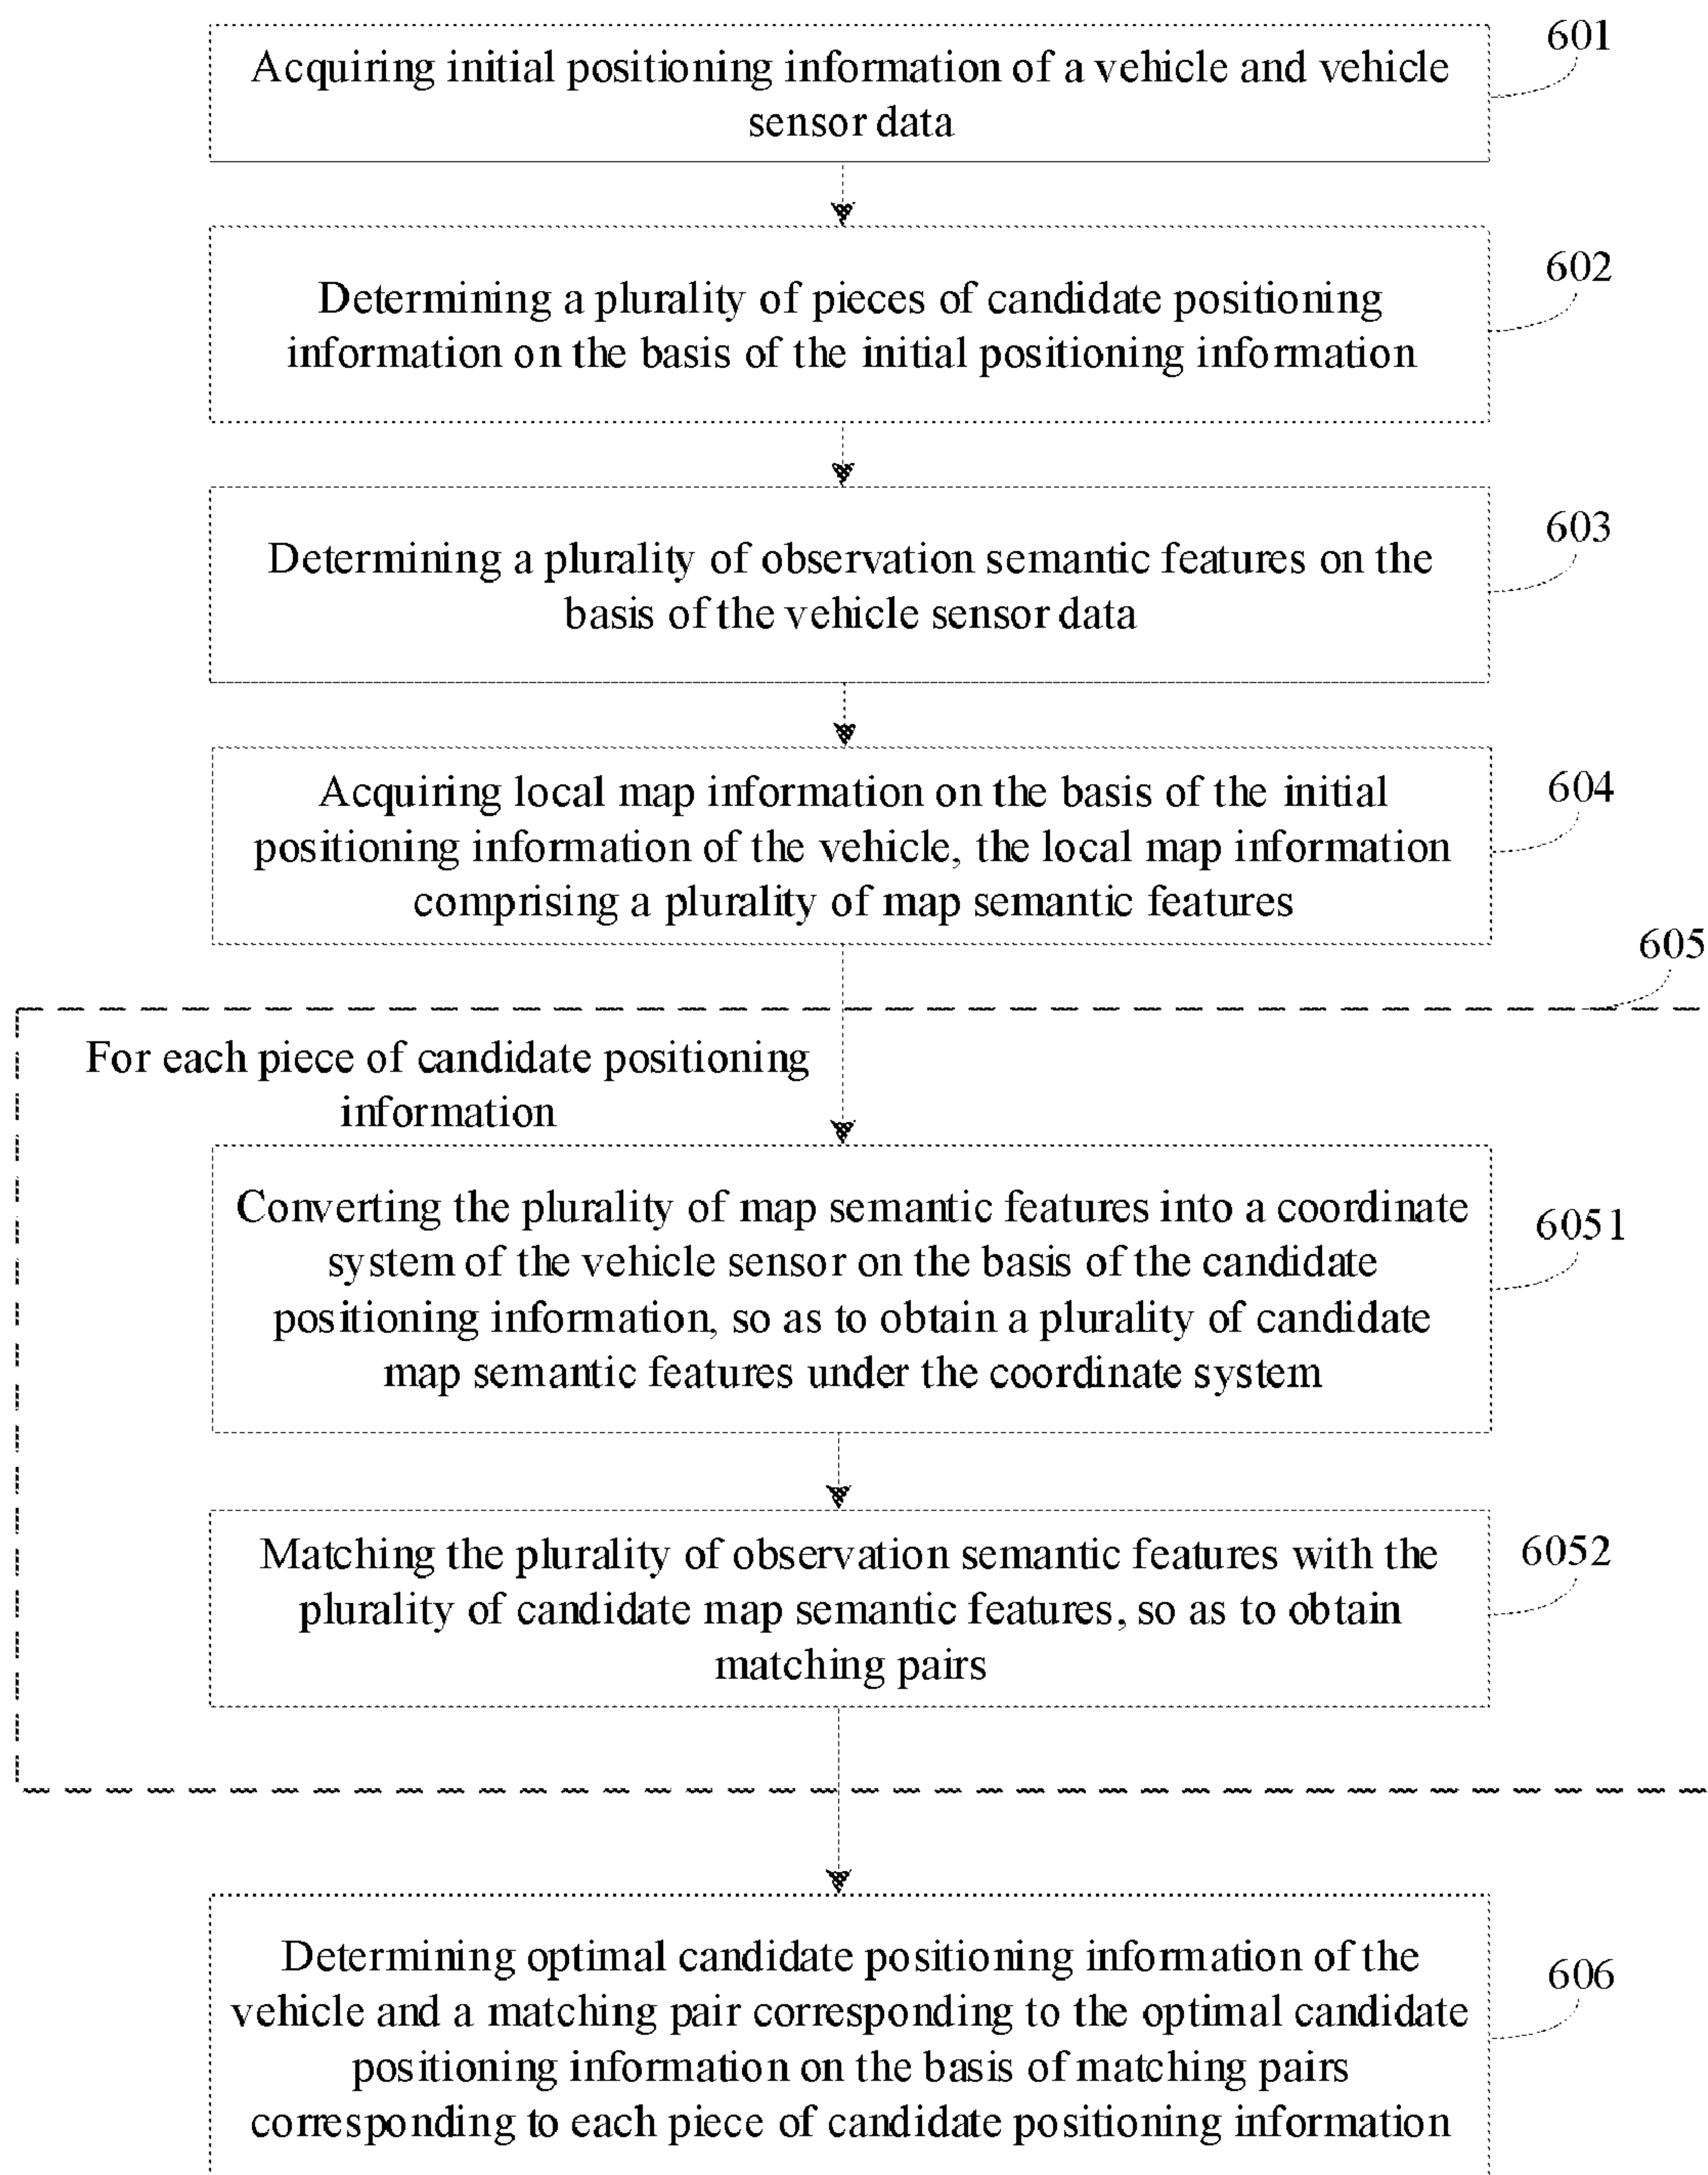 601
Acquiring initial positioning information of a vehicle and vehicle
sensor data
602
Determining a plurality of pieces of candidate positioning
information on the basis of the initial positioning information
603
Determining a plurality of observation semantic features on the
basis of the vehicle sensor data
604
Acquiring local map information on the basis of the initial
positioning information of the vehicle, the local map information
comprising a plurality of map semantic features
605
For each piece of candidate positioning
information
6051
Converting the plurality of map semantic features into a coordinate
system of the vehicle sensor on the basis of the candidate
positioning information, so as to obtain a plurality of candidate
map semantic features under the coordinate system
6052
Matching the plurality of observation semantic features with the
plurality of candidate map semantic features, so as to obtain
matching pairs
606
Determining optimal candidate positioning information of the
vehicle and a matching pair corresponding to the optimal candidate
positioning information on the basis of matching pairs
corresponding to each piece of candidate positioning information